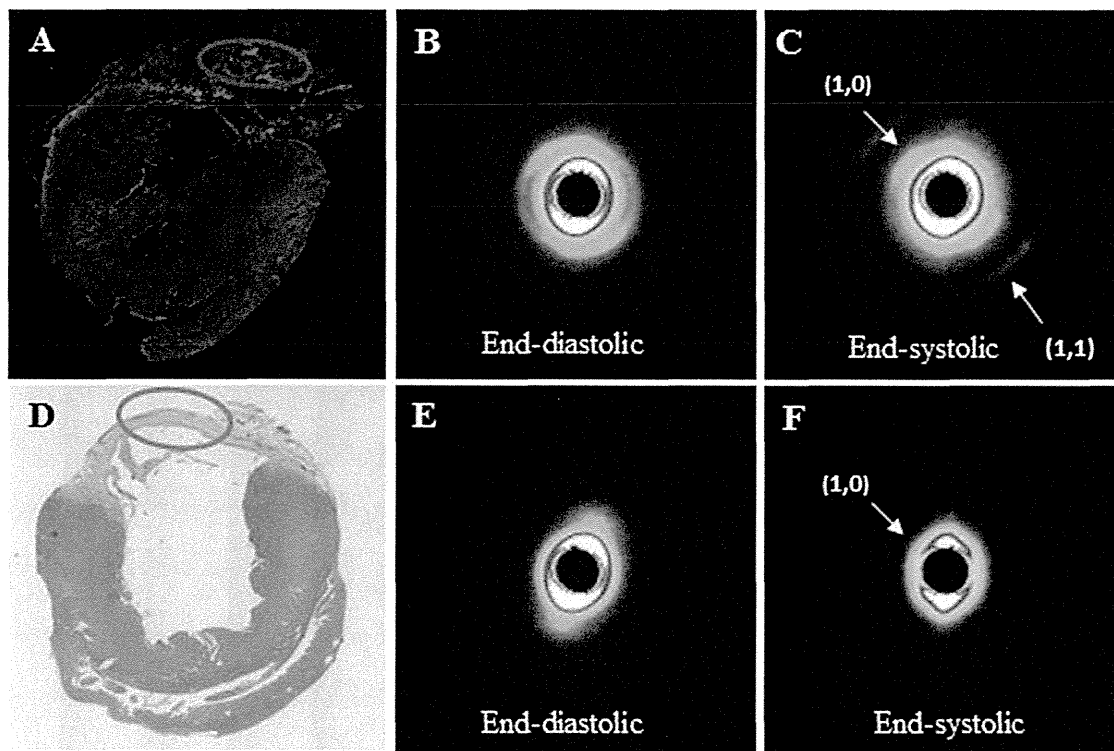 A
B
C
(1,0)
End-diastolic
End-systolic
(1,1)
D
E
F
(1,0)
End-diastolic
End-systolic